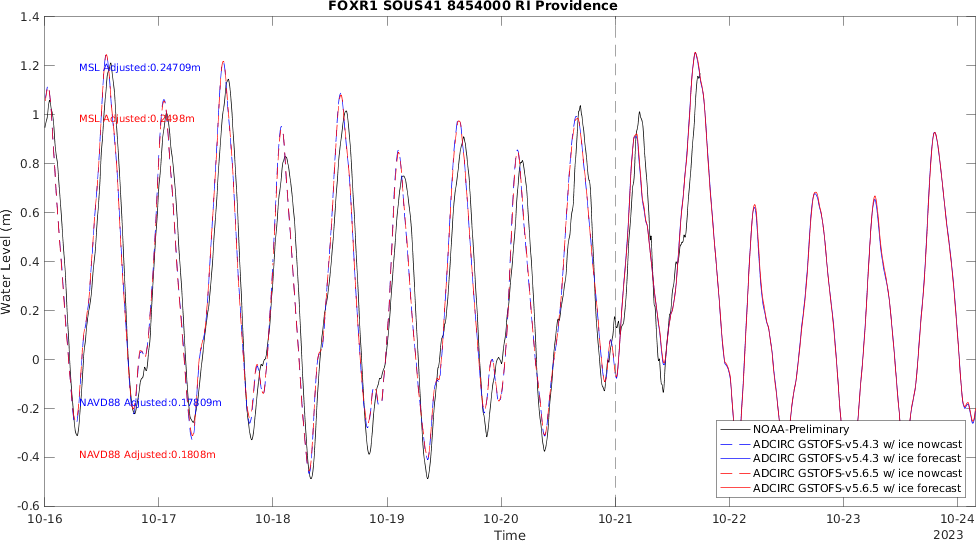 FOXR1 SOUS41 8454000 RI Providence
1.4
1.2
1
0.8
0.6
0.4
0.2
0
-0.2
-0.4
-0.6
Water Level (m)
MSL Adjusted:0.24709m
MSL Adjusted:0.2498m
NAVD88 Adjusted:0.17809m
NAVD88 Adjusted:0.1808m
NOAA-Preliminary
ADCIRC GSTOFS-v5.4.3 w/ ice nowcast
ADCIRC GSTOFS-v5.4.3 w/ ice forecast
ADCIRC GSTOFS-v5.6.5 w/ ice nowcast
ADCIRC GSTOFS-v5.6.5 w/ ice forecast
10-16 10-17 10-18 10-19 10-20 10-21 10-22 10-23 10-24
Time
2023